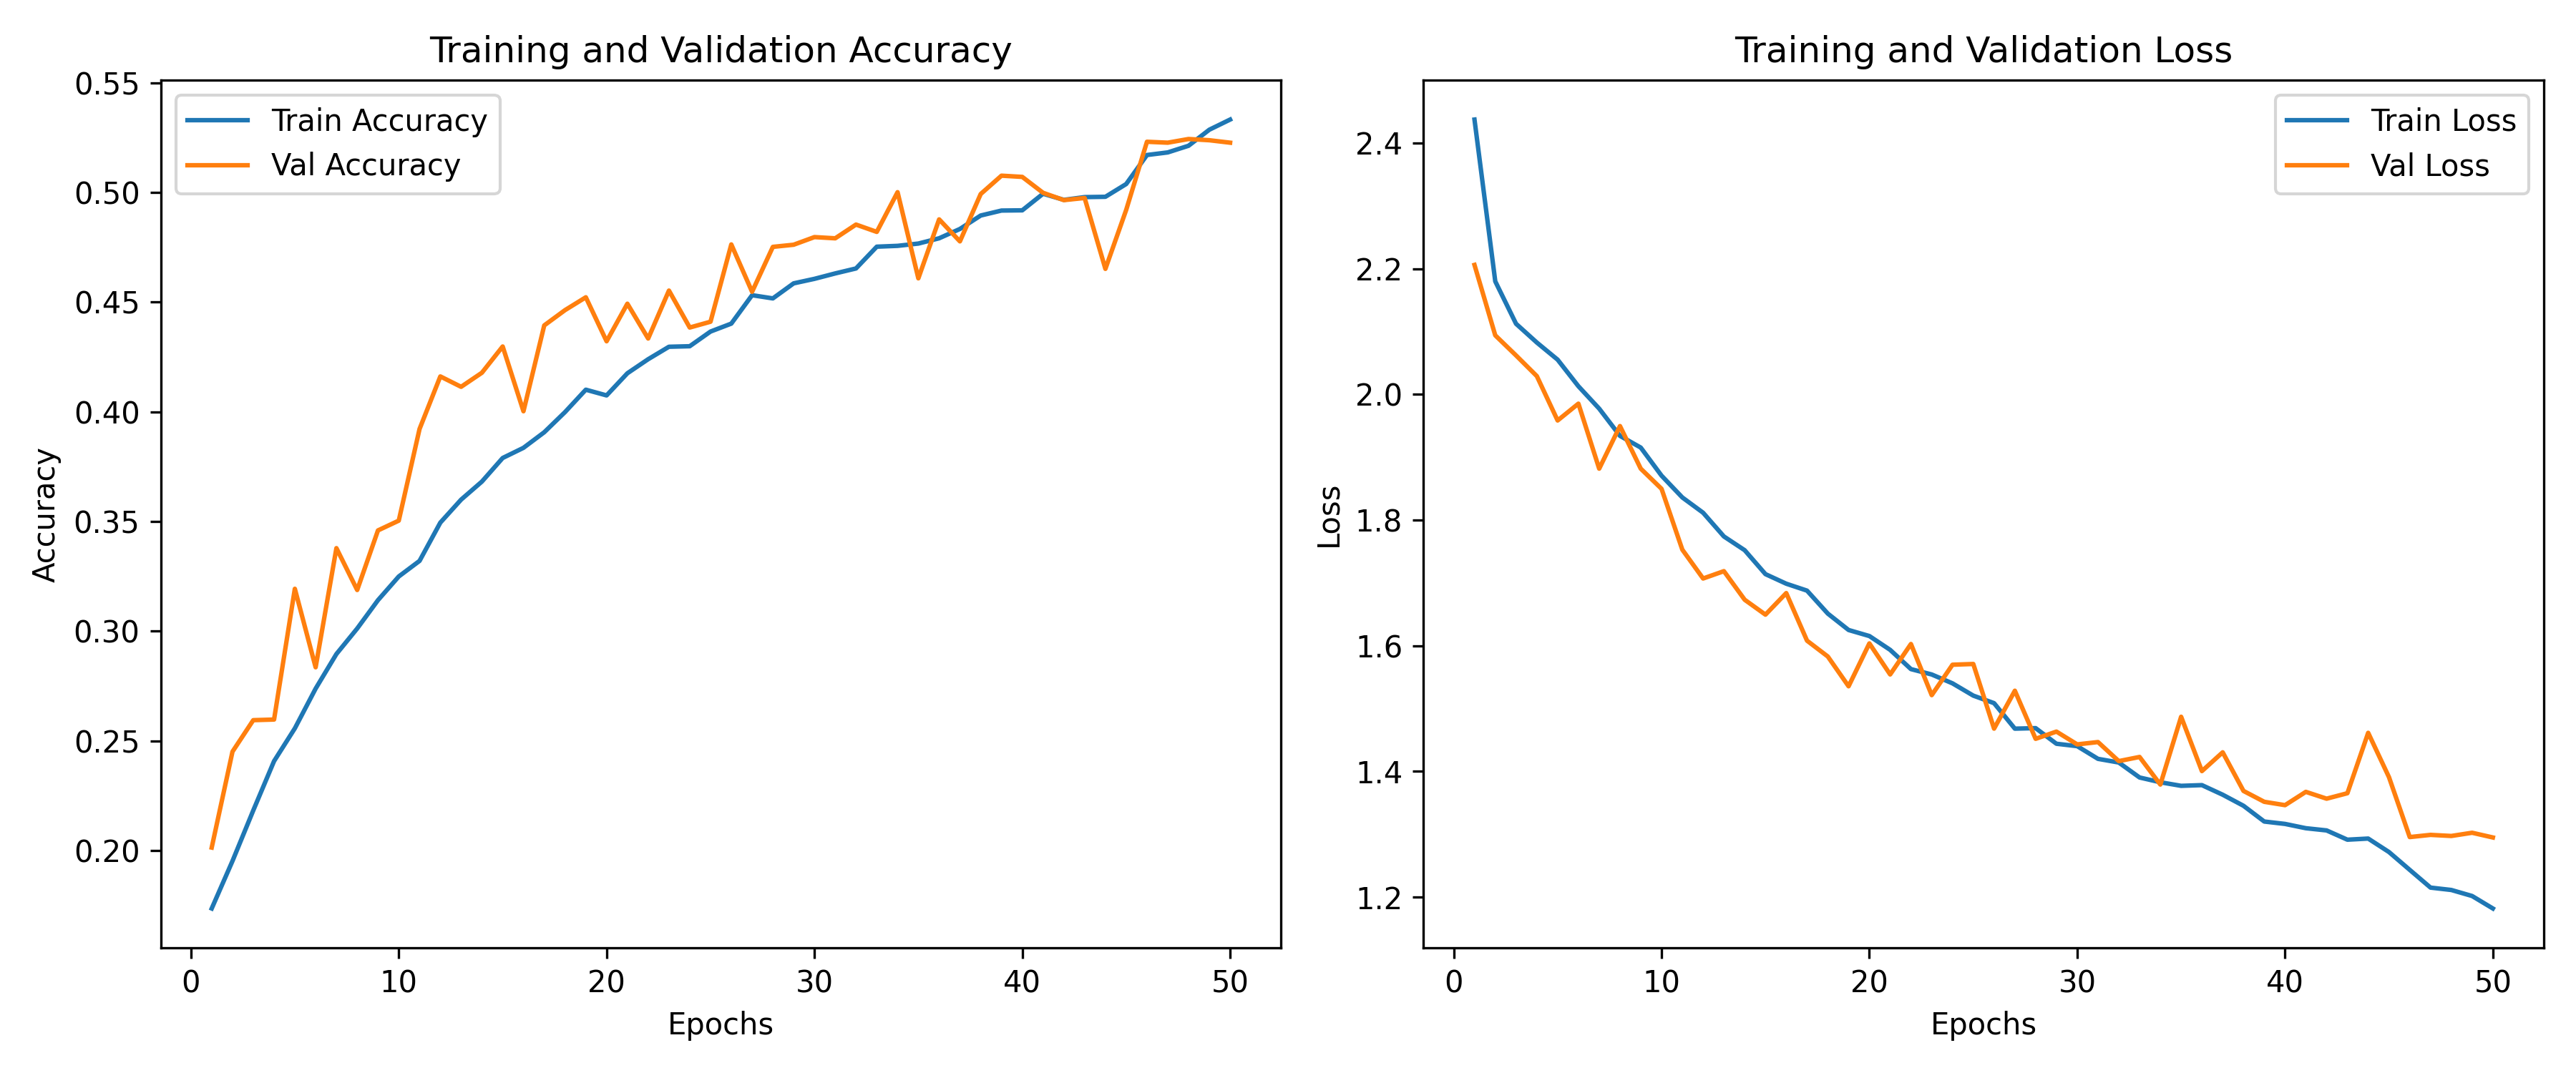 Training and Validation Accuracy
0.55
0.50
0.45
0.40
0.35
0.30
0.25
0.20
Accuracy
Train Accuracy
Val Accuracy
0 10 20 30 40 50
Epochs
Training and Validation Loss
2.4
2.2
2.0
1.8
1.6
1.4
1.2
Loss
Train Loss
Val Loss
0 10 20 30 40 50
Epochs